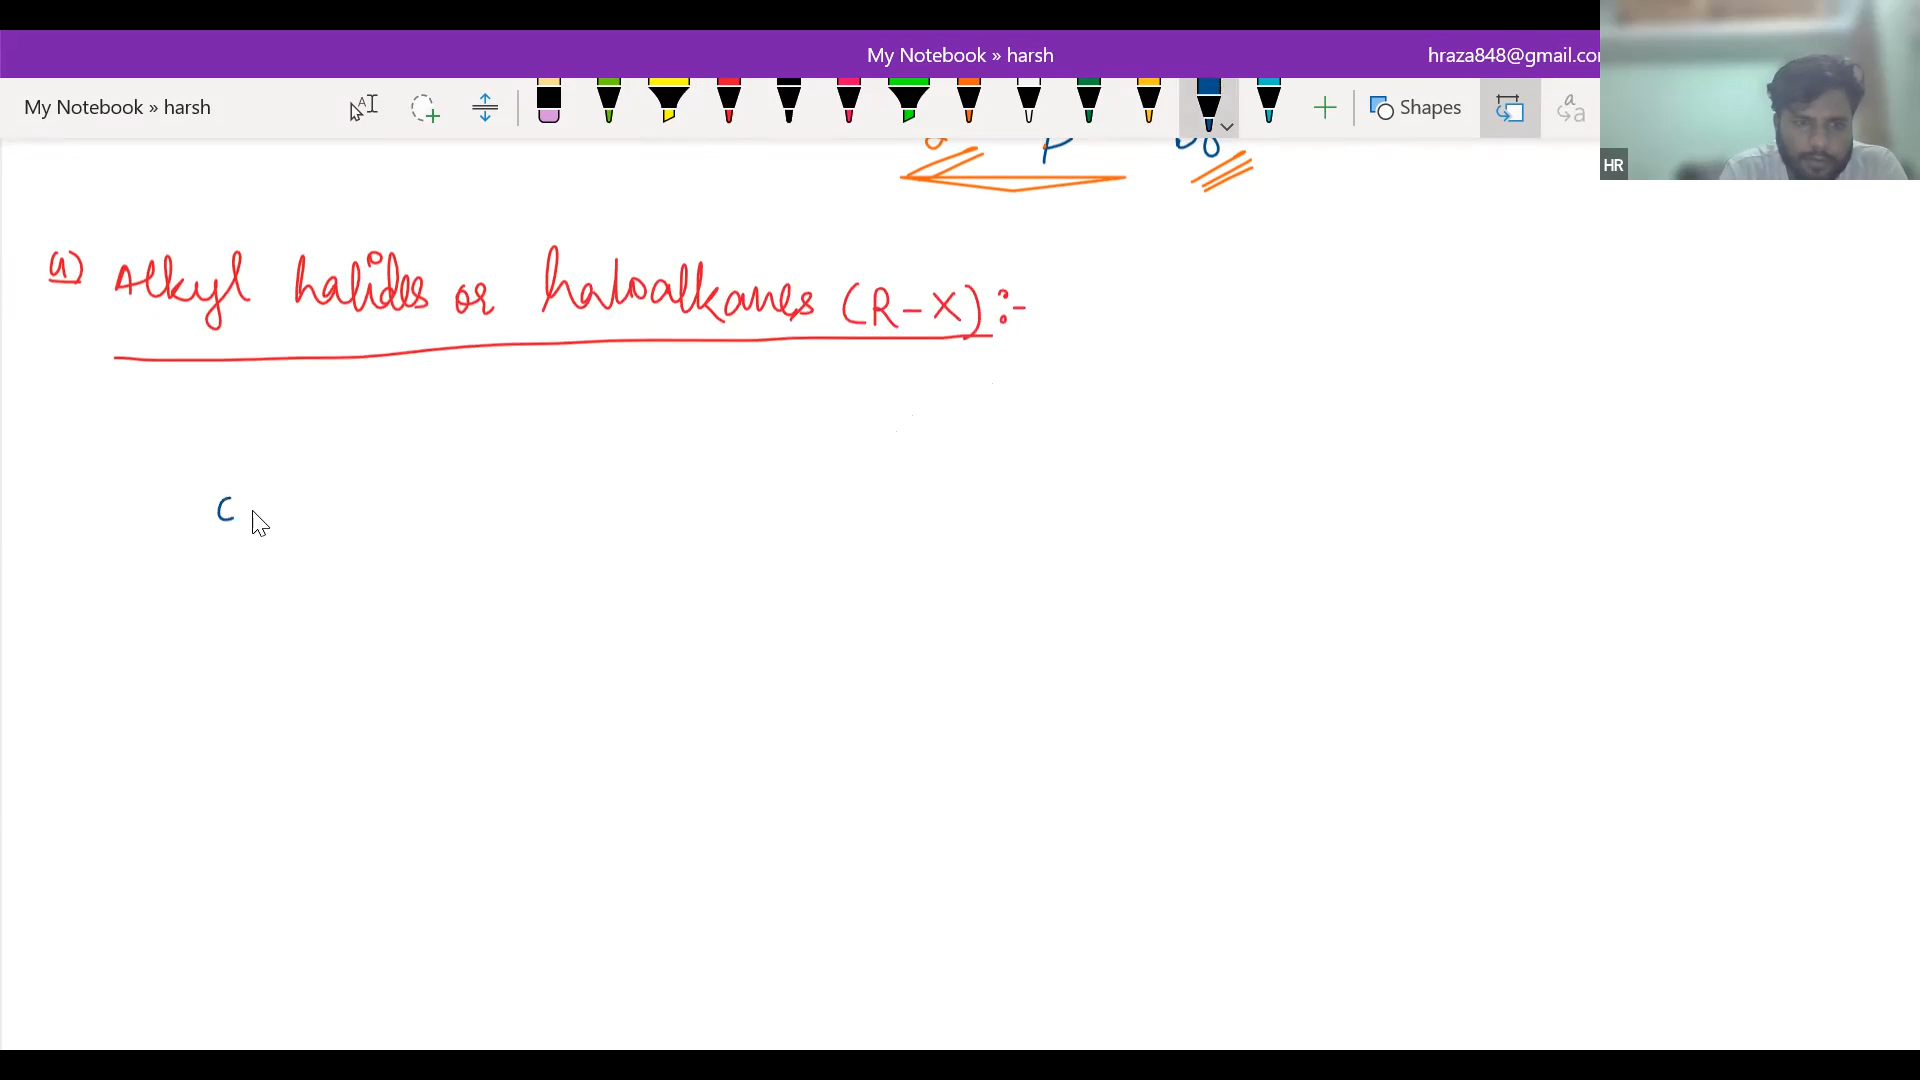 My Notebook » harsh
hraza848@gmail.co
My Notebook » harsh
Shapes
HR
a) Alkyl halides or haloalkanes (R-X) :-
C